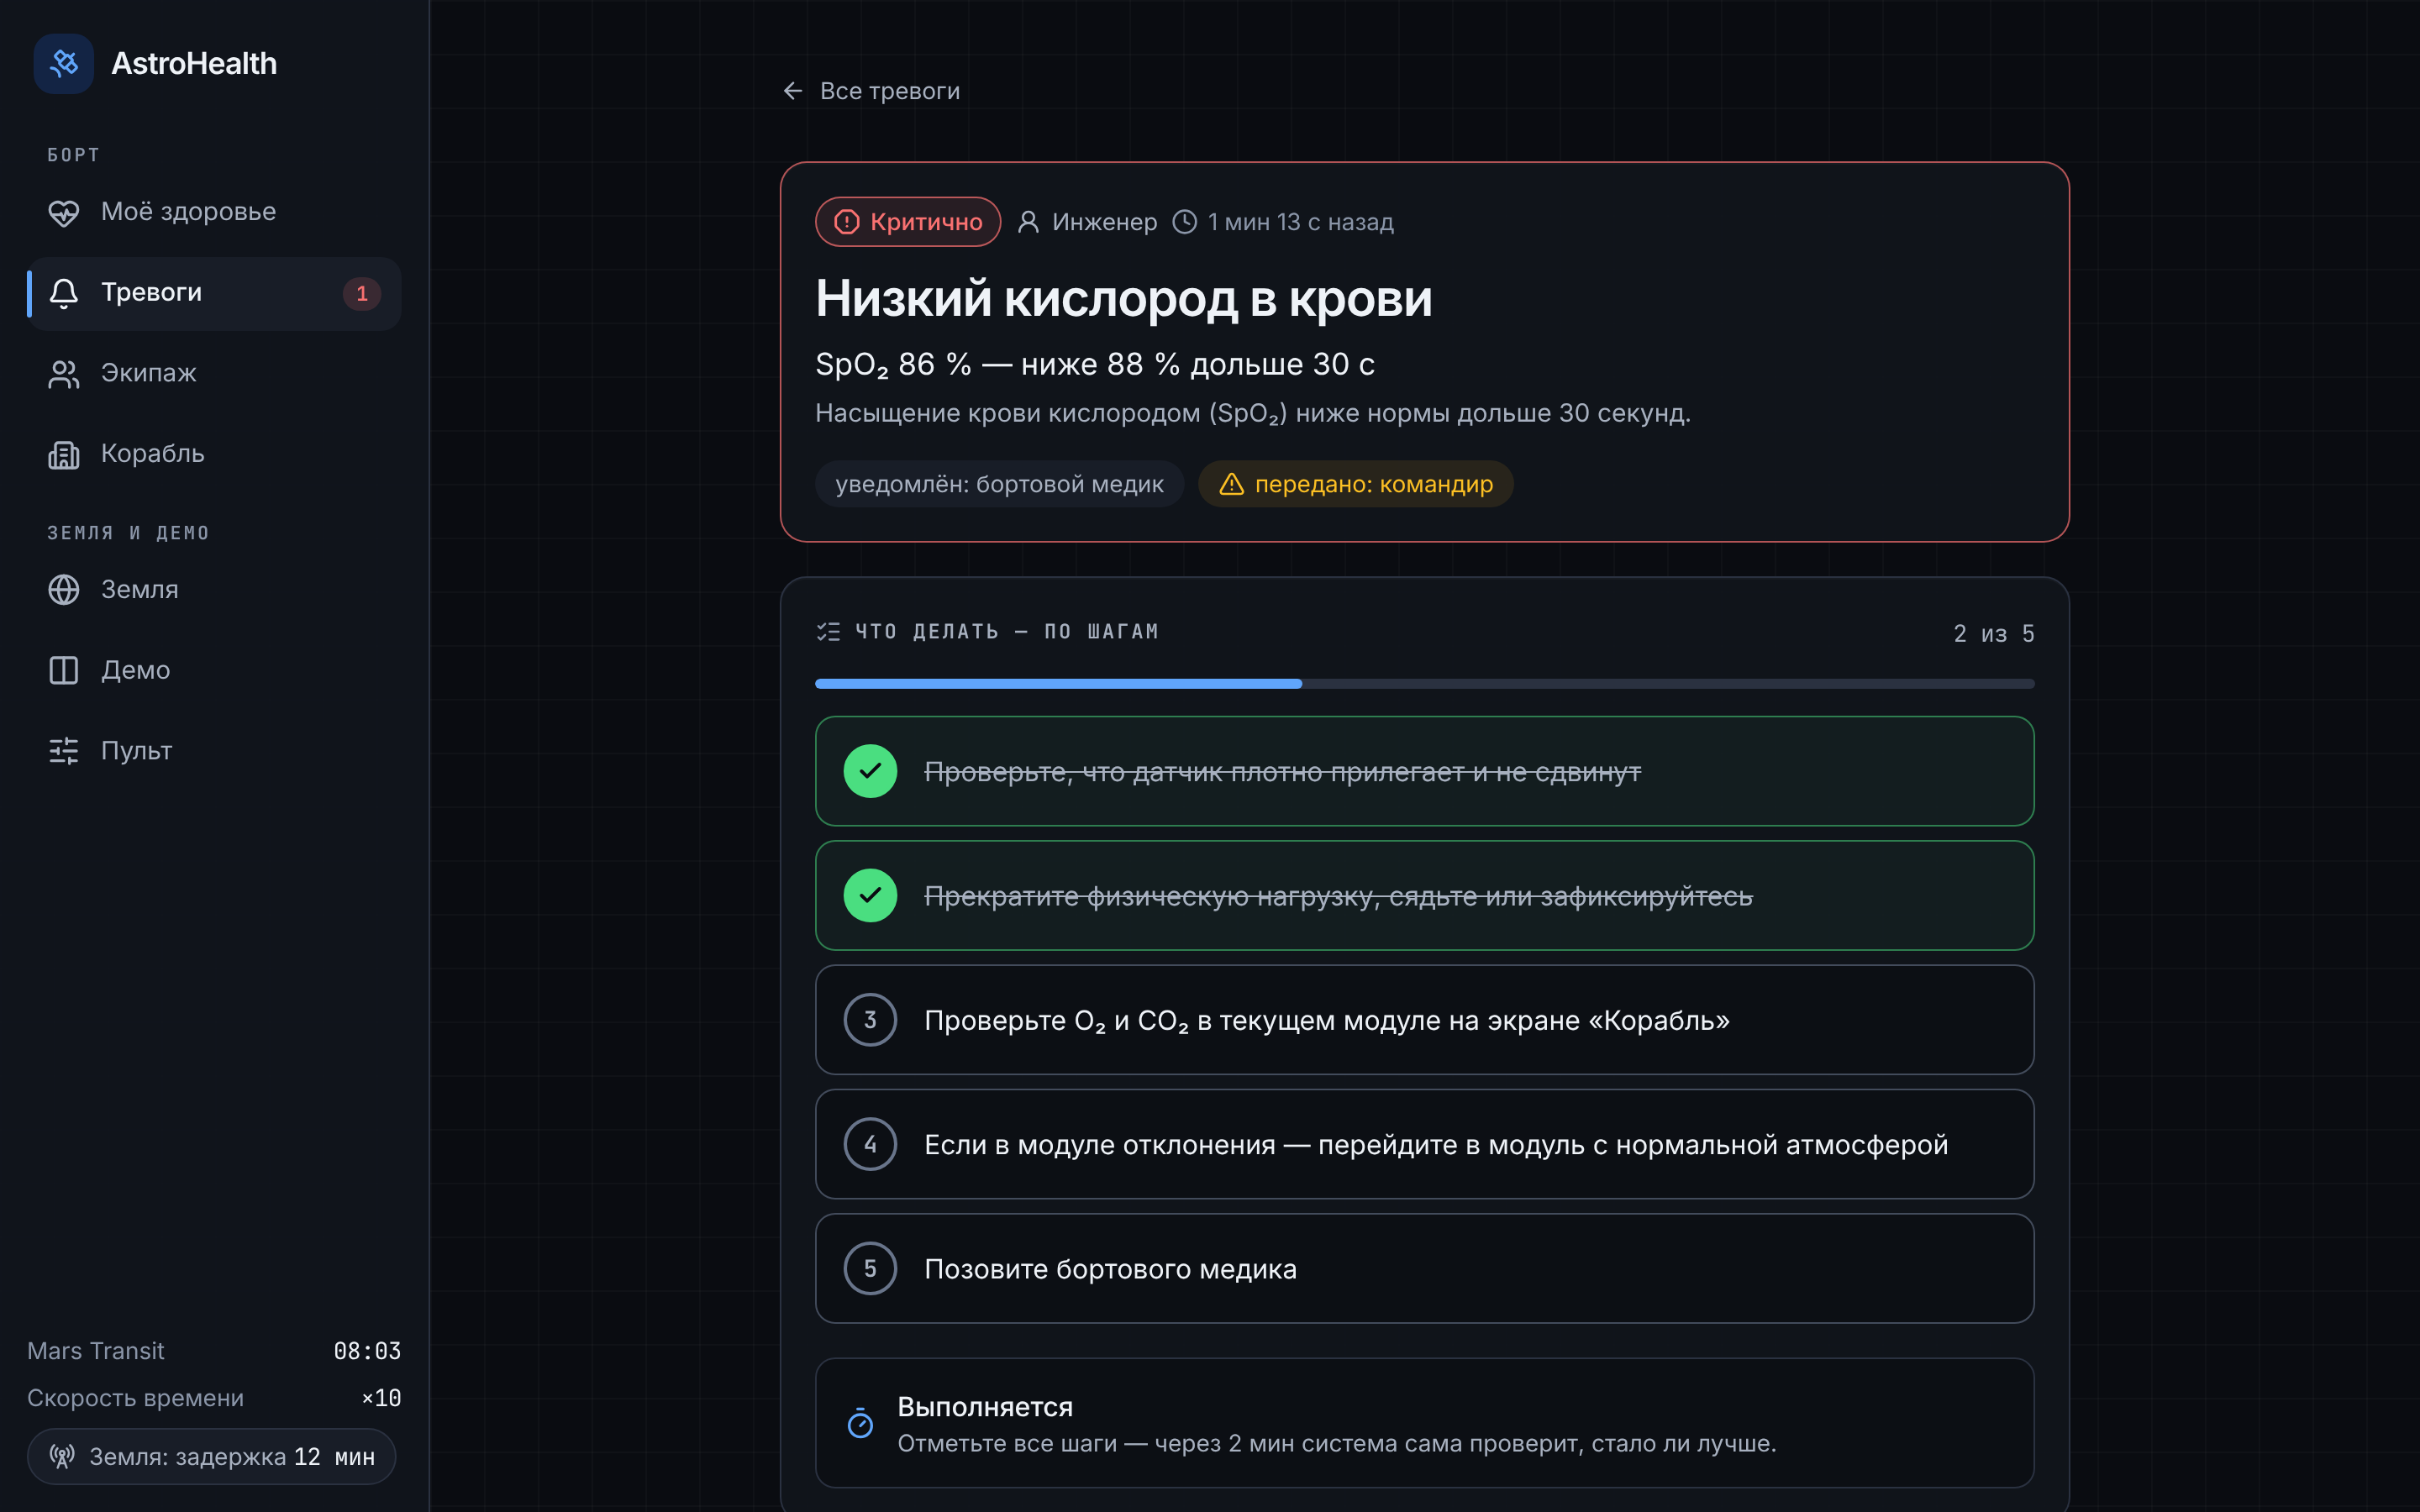 AstroHealth
БОРТ
Моё здоровье
Тревоги
1
Экипаж
Корабль
ЗЕМЛЯ И ДЕМО
Земля
Демо
Пульт
Mars Transit 08:03
Скорость времени ×10
Земля: задержка 12 мин
Все тревоги
Критично Инженер 1 мин 13 с назад
Низкий кислород в крови
SpO₂ 86 % — ниже 88 % дольше 30 с
Насыщение крови кислородом (SpO₂) ниже нормы дольше 30 секунд.
уведомлён: бортовой медик передано: командир
ЧТО ДЕЛАТЬ — ПО ШАГАМ 2 из 5
Проверьте, что датчик плотно прилегает и не сдвинут
Прекратите физическую нагрузку, сядьте или зафиксируйтесь
3 Проверьте O₂ и CO₂ в текущем модуле на экране «Корабль»
4 Если в модуле отклонения — перейдите в модуль с нормальной атмосферой
5 Позовите бортового медика
Выполняется
Отметьте все шаги — через 2 мин система сама проверит, стало ли лучше.